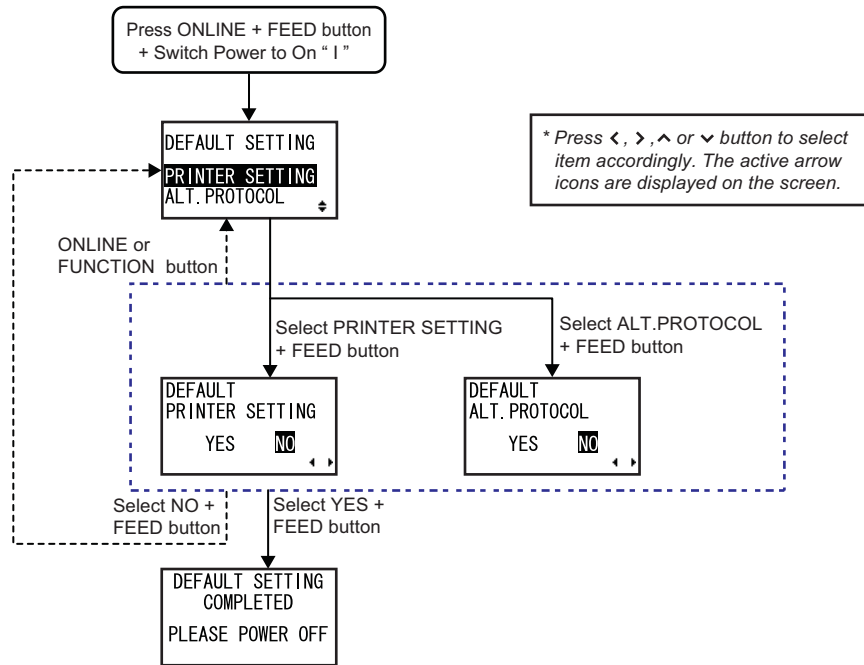 Press ONLINE + FEED button
+ Switch Power to On “ I ”
DEFAULT SETTING
PRINTER SETTING
ALT. PROTOCOL
* Press ‹ , › , ^ or ⌄ button to select
item accordingly. The active arrow
icons are displayed on the screen.
ONLINE or
FUNCTION button
Select PRINTER SETTING
+ FEED button
Select ALT.PROTOCOL
+ FEED button
DEFAULT
PRINTER SETTING
YES NO
DEFAULT
ALT. PROTOCOL
YES NO
Select NO +
FEED button
Select YES +
FEED button
DEFAULT SETTING
COMPLETED
PLEASE POWER OFF